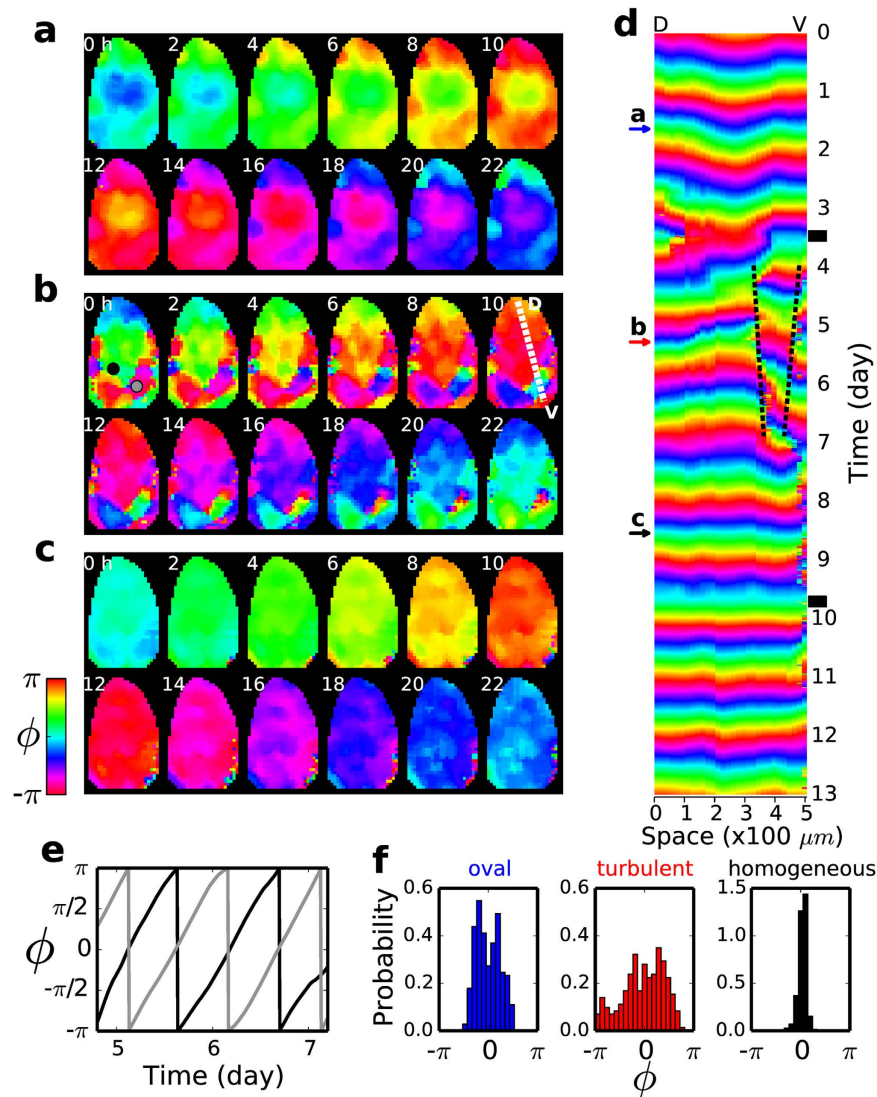 a
0 h 2 4 6 8 10
12 14 16 18 20 22
b
0 h 2 4 6 8 10
D
V
12 14 16 18 20 22
c
0 h 2 4 6 8 10
12 14 16 18 20 22
π
ϕ
-π
d
D V
0
1
2
3
4
5
6
7
8
9
10
11
12
13
Time (day)
a
b
c
0 1 2 3 4 5
Space (x100 μm)
e
π
π/2
0
-π/2
-π
ϕ
5 6 7
Time (day)
f
oval turbulent homogeneous
Probability
0.6 0.6 1.5
0.4 0.4 1.0
0.2 0.2 0.5
0.0 0.0 0.0
-π 0 π -π 0 π -π 0 π
ϕ